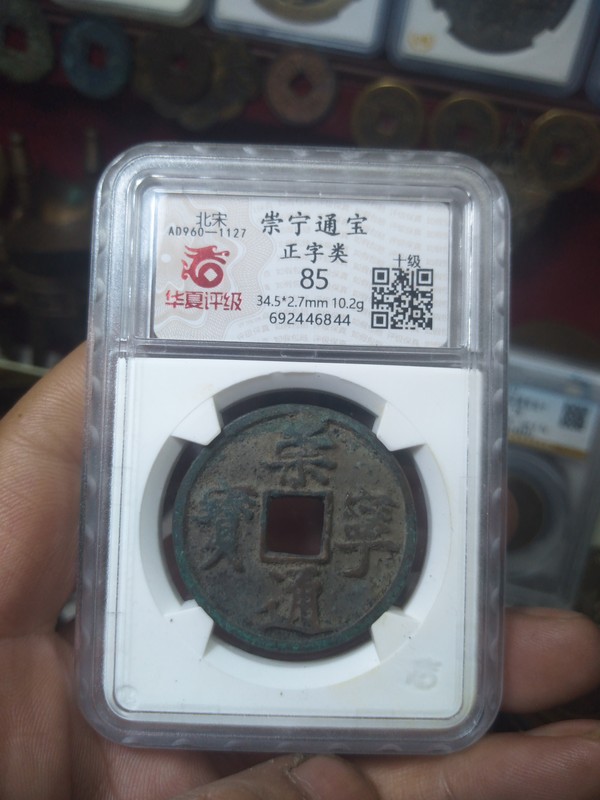 北宋
AD960—1127
华夏评级
崇宁通宝
正字类
85
34.5*2.7mm 10.2g
692446844
十级
崇
寧
通
寳